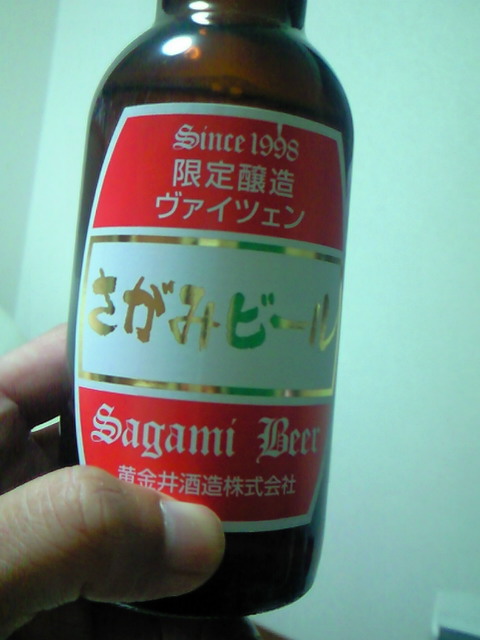 Since 1998
限定醸造
ヴァイツェン
さがみビール
Sagami Beer
黄金井酒造株式会社